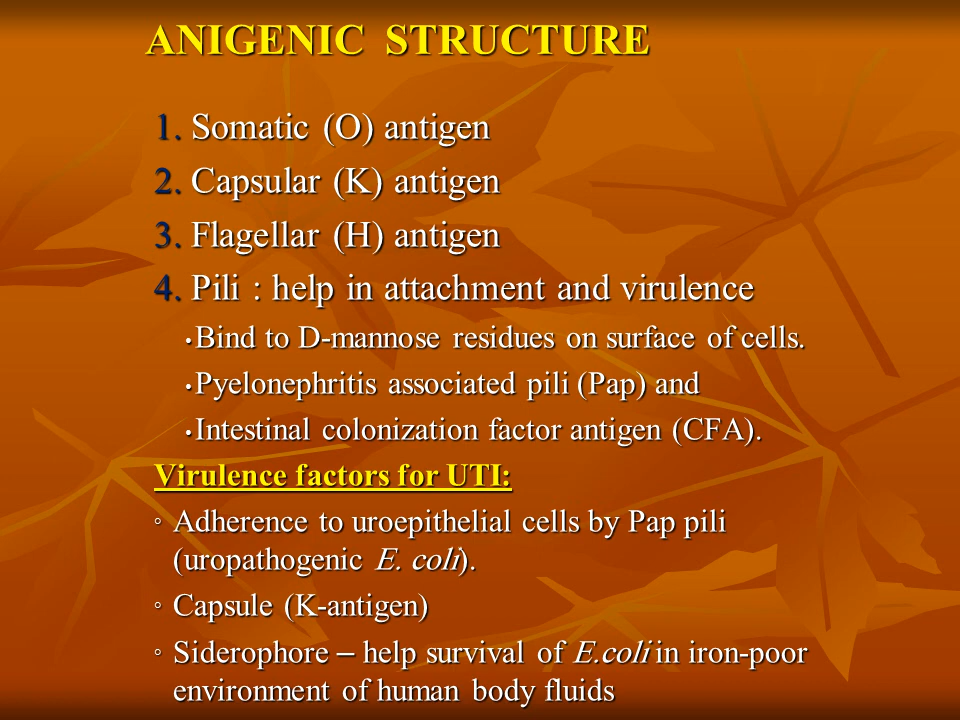 ANIGENIC STRUCTURE
1. Somatic (O) antigen
2. Capsular (K) antigen
3. Flagellar (H) antigen
4. Pili : help in attachment and virulence
• Bind to D-mannose residues on surface of cells.
• Pyelonephritis associated pili (Pap) and
• Intestinal colonization factor antigen (CFA).
Virulence factors for UTI:
◦ Adherence to uroepithelial cells by Pap pili
(uropathogenic E. coli).
◦ Capsule (K-antigen)
◦ Siderophore – help survival of E.coli in iron-poor
environment of human body fluids